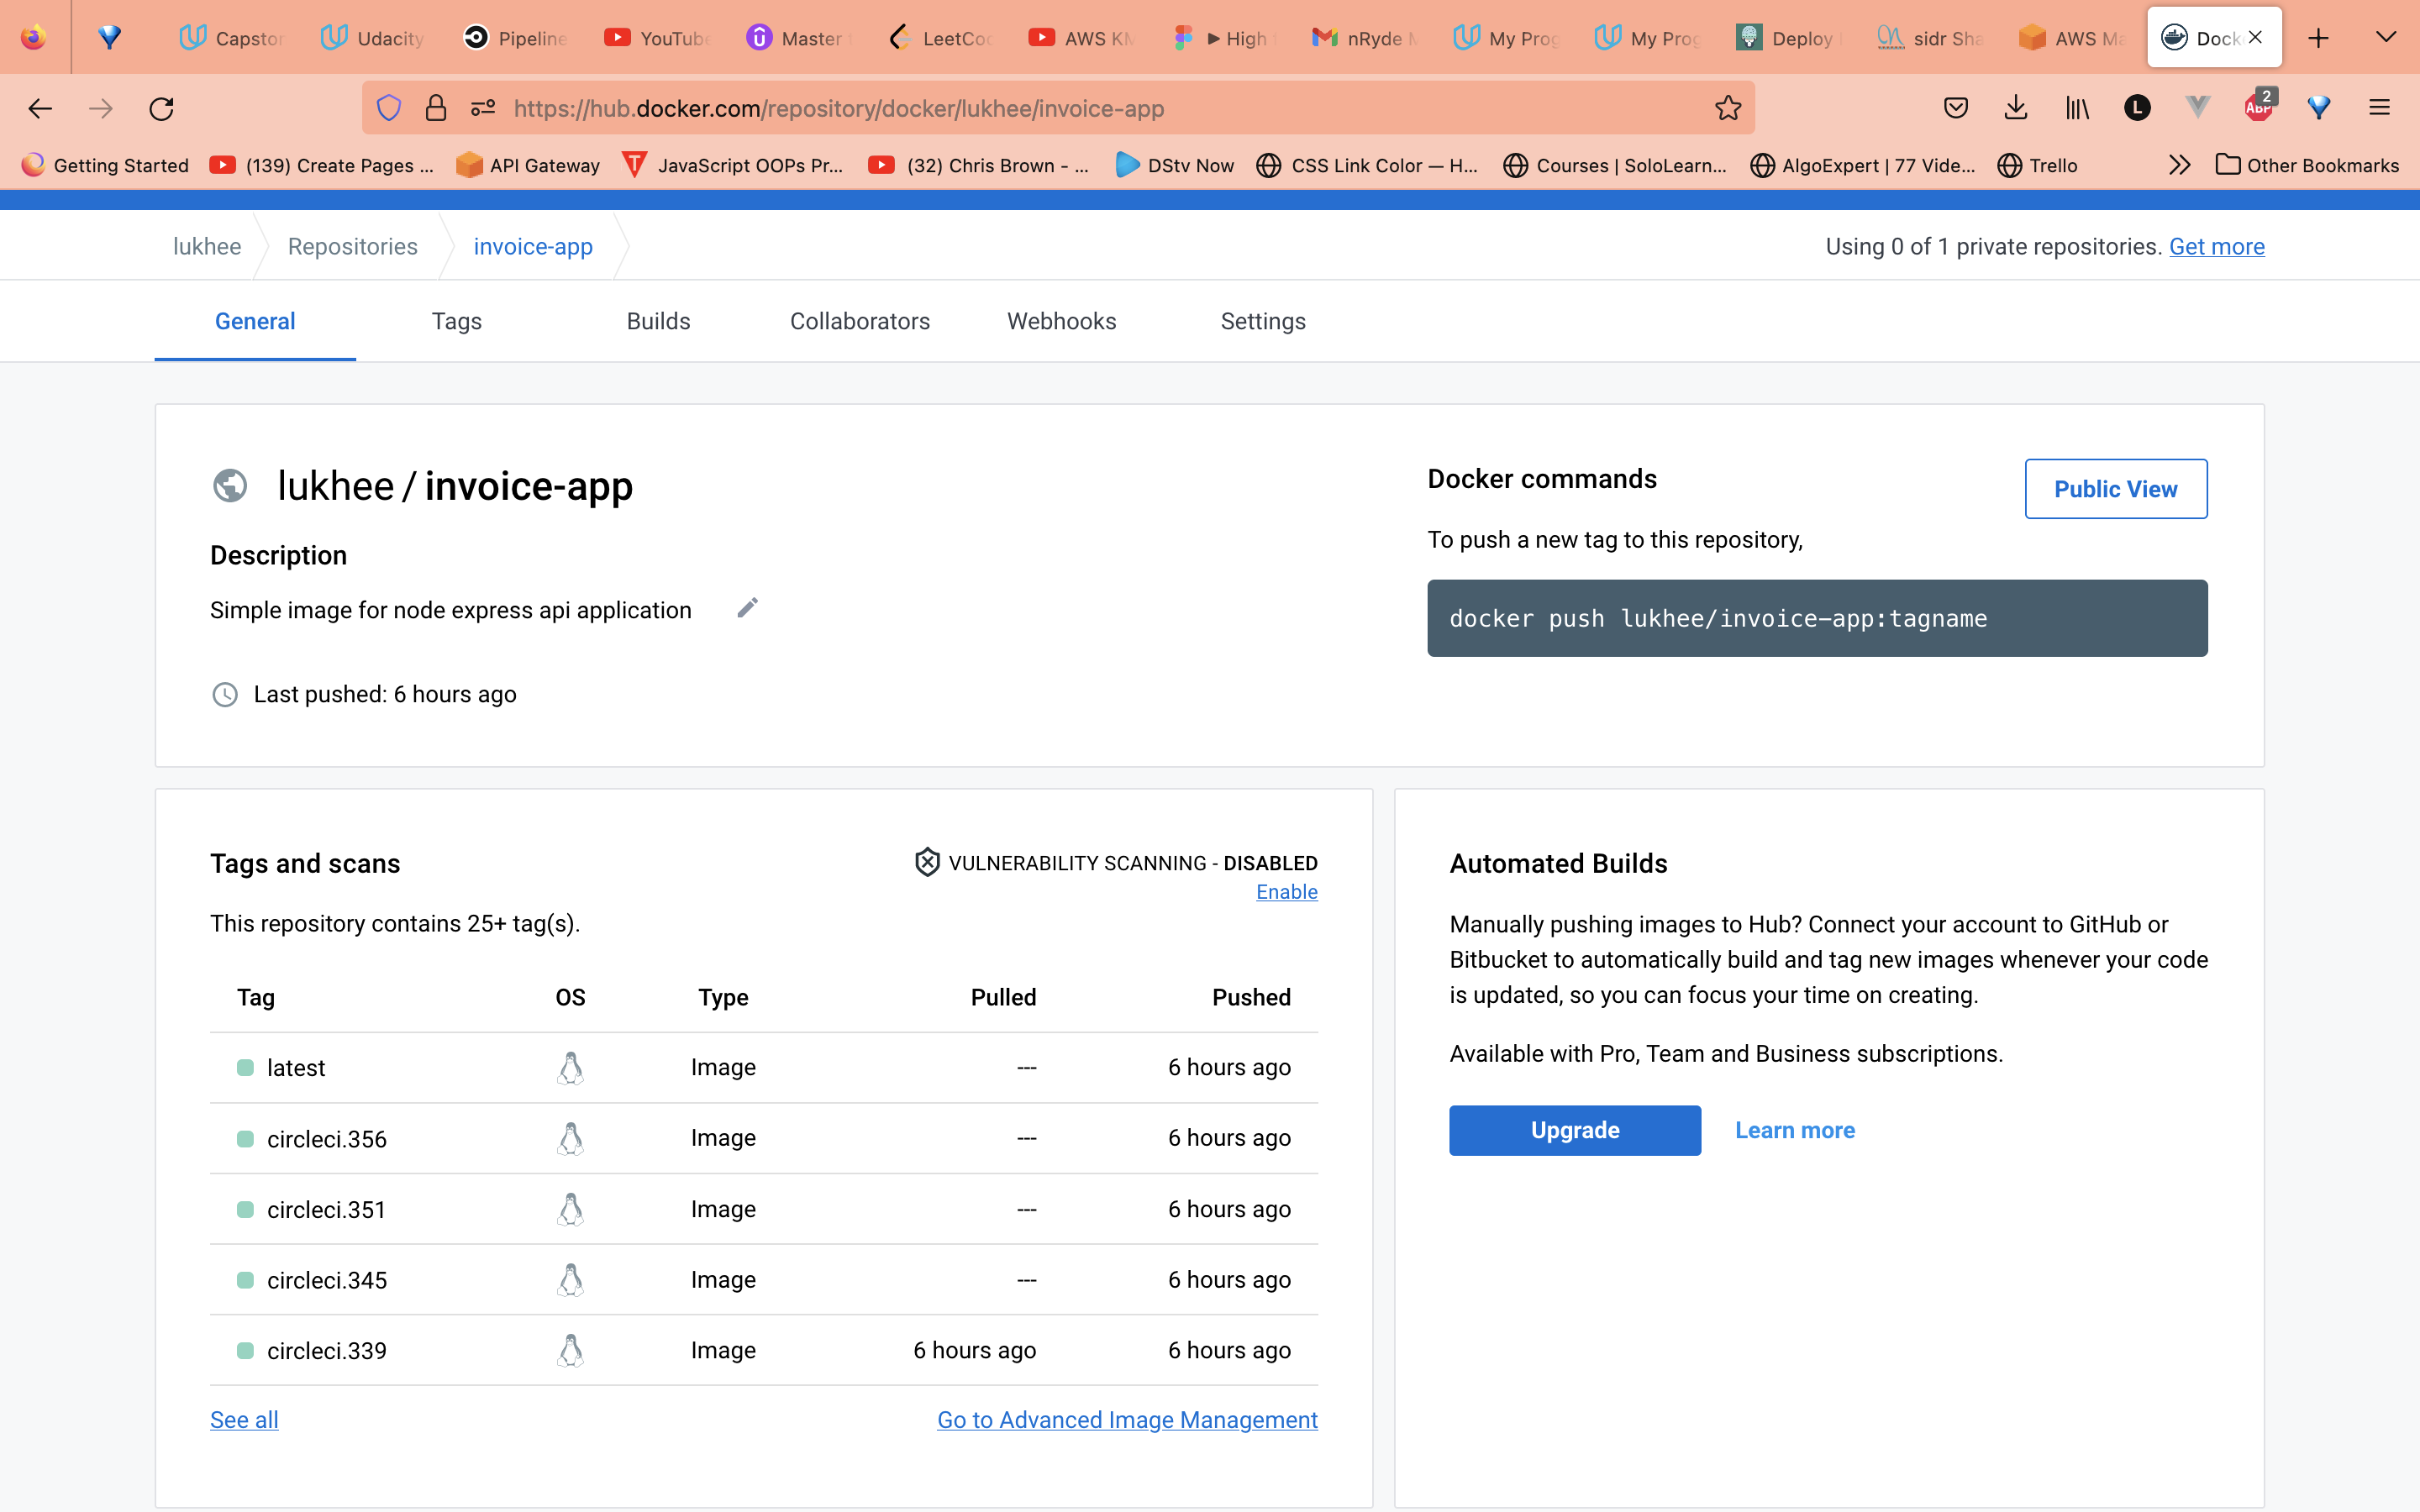 Capstor
Udacity
Pipeline
YouTube
Master
LeetCo
AWS KM
High
nRyde M
My Prog
My Prog
Deploy
sidr Sha
AWS Ma
Dock
https://hub.docker.com/repository/docker/lukhee/invoice-app
L
ABP
2
Getting Started
(139) Create Pages ...
API Gateway
JavaScript OOPs Pr...
(32) Chris Brown - ...
DStv Now
CSS Link Color — H...
Courses | SoloLearn...
AlgoExpert | 77 Vide...
Trello
Other Bookmarks
lukhee
Repositories
invoice-app
Using 0 of 1 private repositories. Get more
General
Tags
Builds
Collaborators
Webhooks
Settings
lukhee / invoice-app
Description
Simple image for node express api application
Last pushed: 6 hours ago
Docker commands
Public View
To push a new tag to this repository,
docker push lukhee/invoice-app:tagname
Tags and scans
VULNERABILITY SCANNING - DISABLED
Enable
This repository contains 25+ tag(s).
Tag OS Type Pulled Pushed
latest Image --- 6 hours ago
circleci.356 Image --- 6 hours ago
circleci.351 Image --- 6 hours ago
circleci.345 Image --- 6 hours ago
circleci.339 Image 6 hours ago 6 hours ago
See all
Go to Advanced Image Management
Automated Builds
Manually pushing images to Hub? Connect your account to GitHub or
Bitbucket to automatically build and tag new images whenever your code
is updated, so you can focus your time on creating.
Available with Pro, Team and Business subscriptions.
Upgrade
Learn more